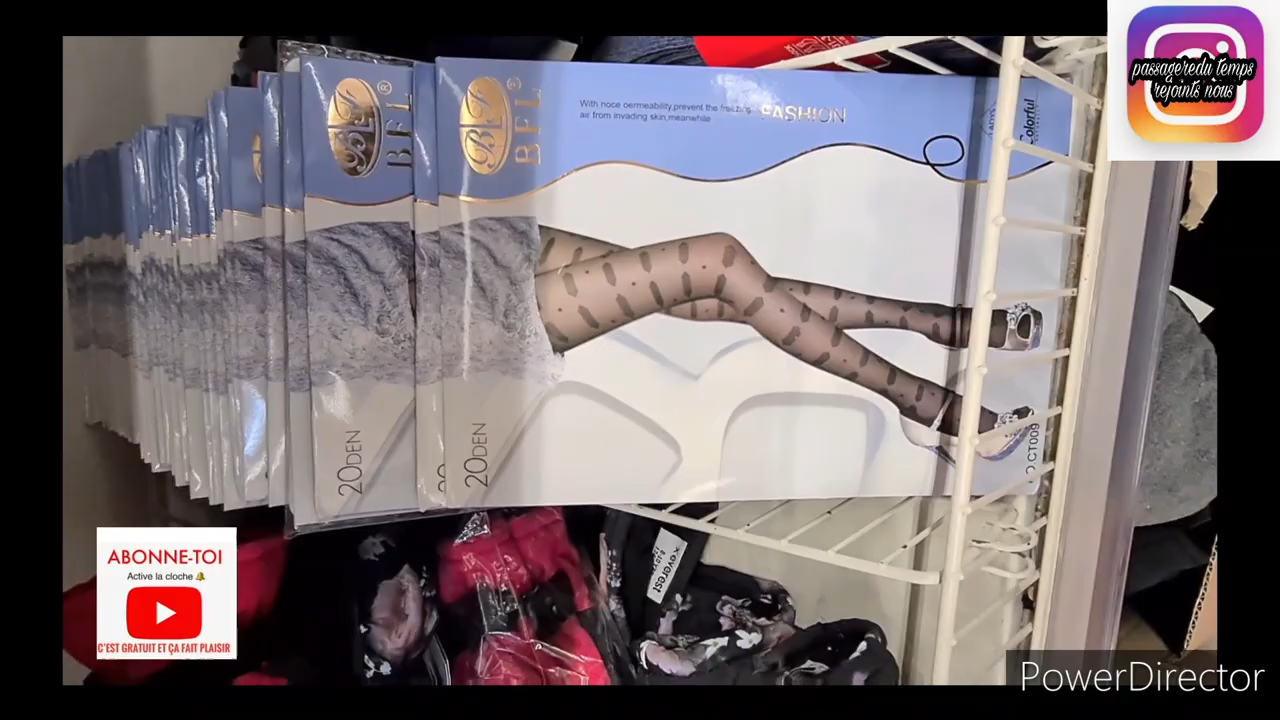 passageredu temps
rejoints nous
With noce oermeability,prevent the freezing
air from invading skin,meanwhile
FASHION
BFL®
BFL®
Colorful
20DEN
20DEN
CT009
everest
ABONNE-TOI
Active la cloche 🔔
C'EST GRATUIT ET ÇA FAIT PLAISIR
PowerDirector